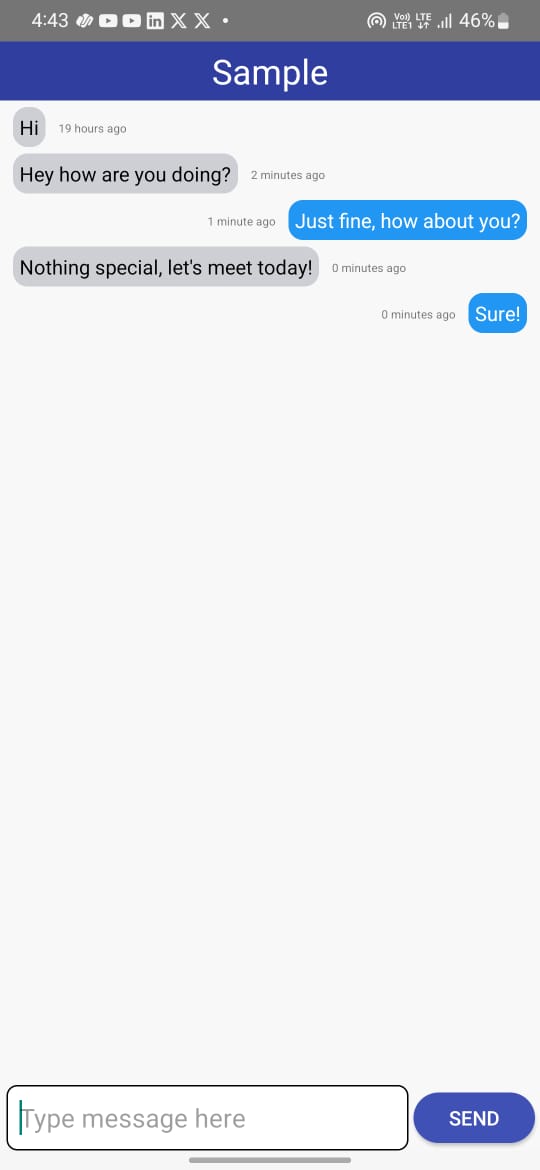 4:43 Vo)) LTE LTE1 46%
Sample
Hi 19 hours ago
Hey how are you doing? 2 minutes ago
1 minute ago Just fine, how about you?
Nothing special, let's meet today! 0 minutes ago
0 minutes ago Sure!
Type message here SEND